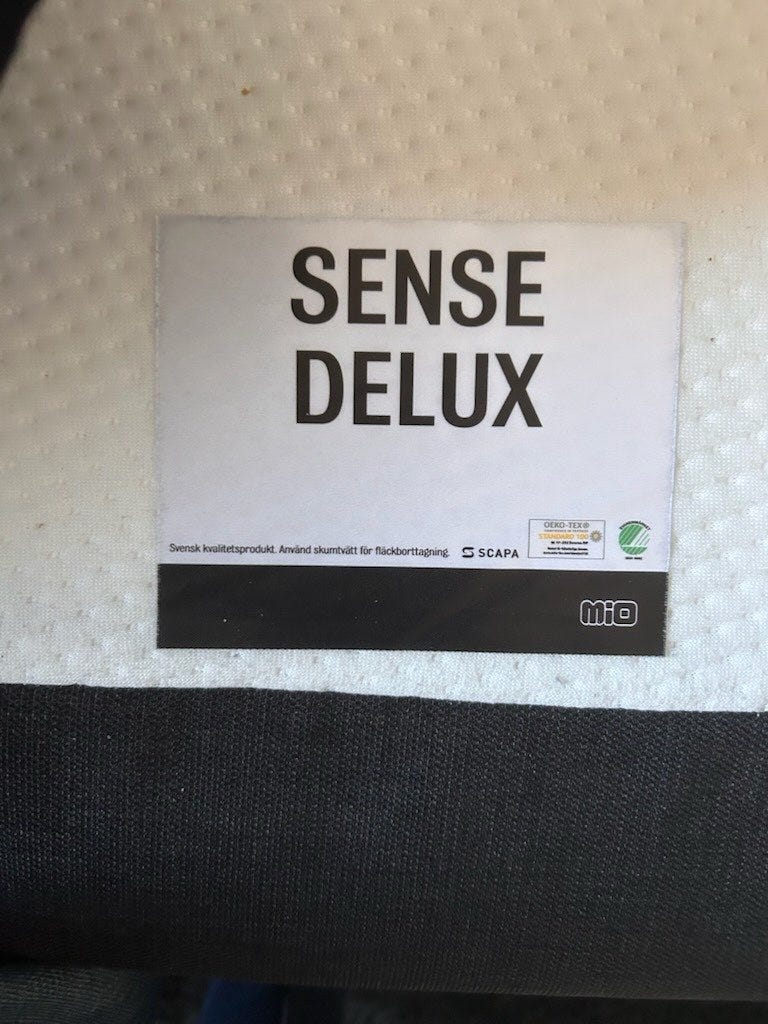 SENSE
DELUX
Svensk kvalitetsprodukt. Använd skumtvätt för fläckborttagning.
SCAPA
OEKO-TEX®
STANDARD 100
MiO